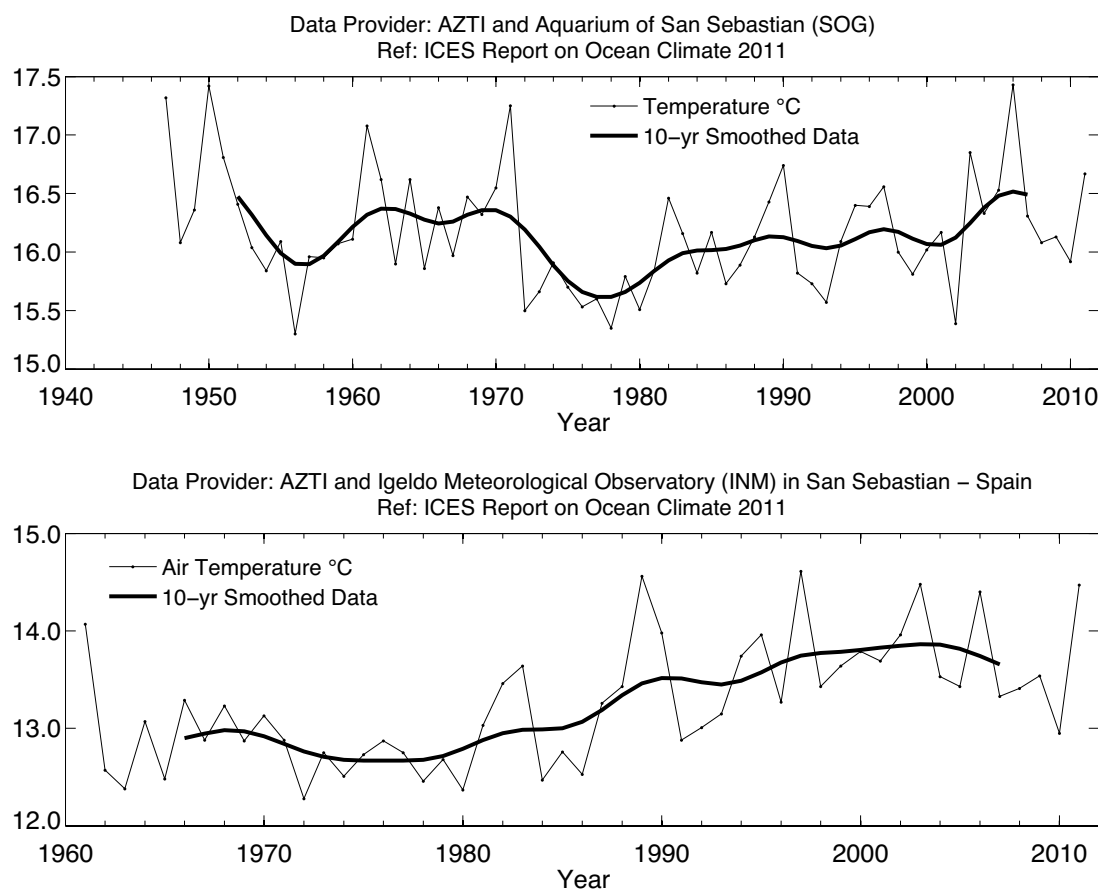 Data Provider: AZTI and Aquarium of San Sebastian (SOG)
Ref: ICES Report on Ocean Climate 2011
17.5
Temperature °C
17.0
10−yr Smoothed Data
16.5
16.0
15.5
15.0
1940 1950 1960 1970 1980 1990 2000 2010
Year
Data Provider: AZTI and Igeldo Meteorological Observatory (INM) in San Sebastian − Spain
Ref: ICES Report on Ocean Climate 2011
15.0
Air Temperature °C
10−yr Smoothed Data
14.0
13.0
12.0
1960 1970 1980 1990 2000 2010
Year